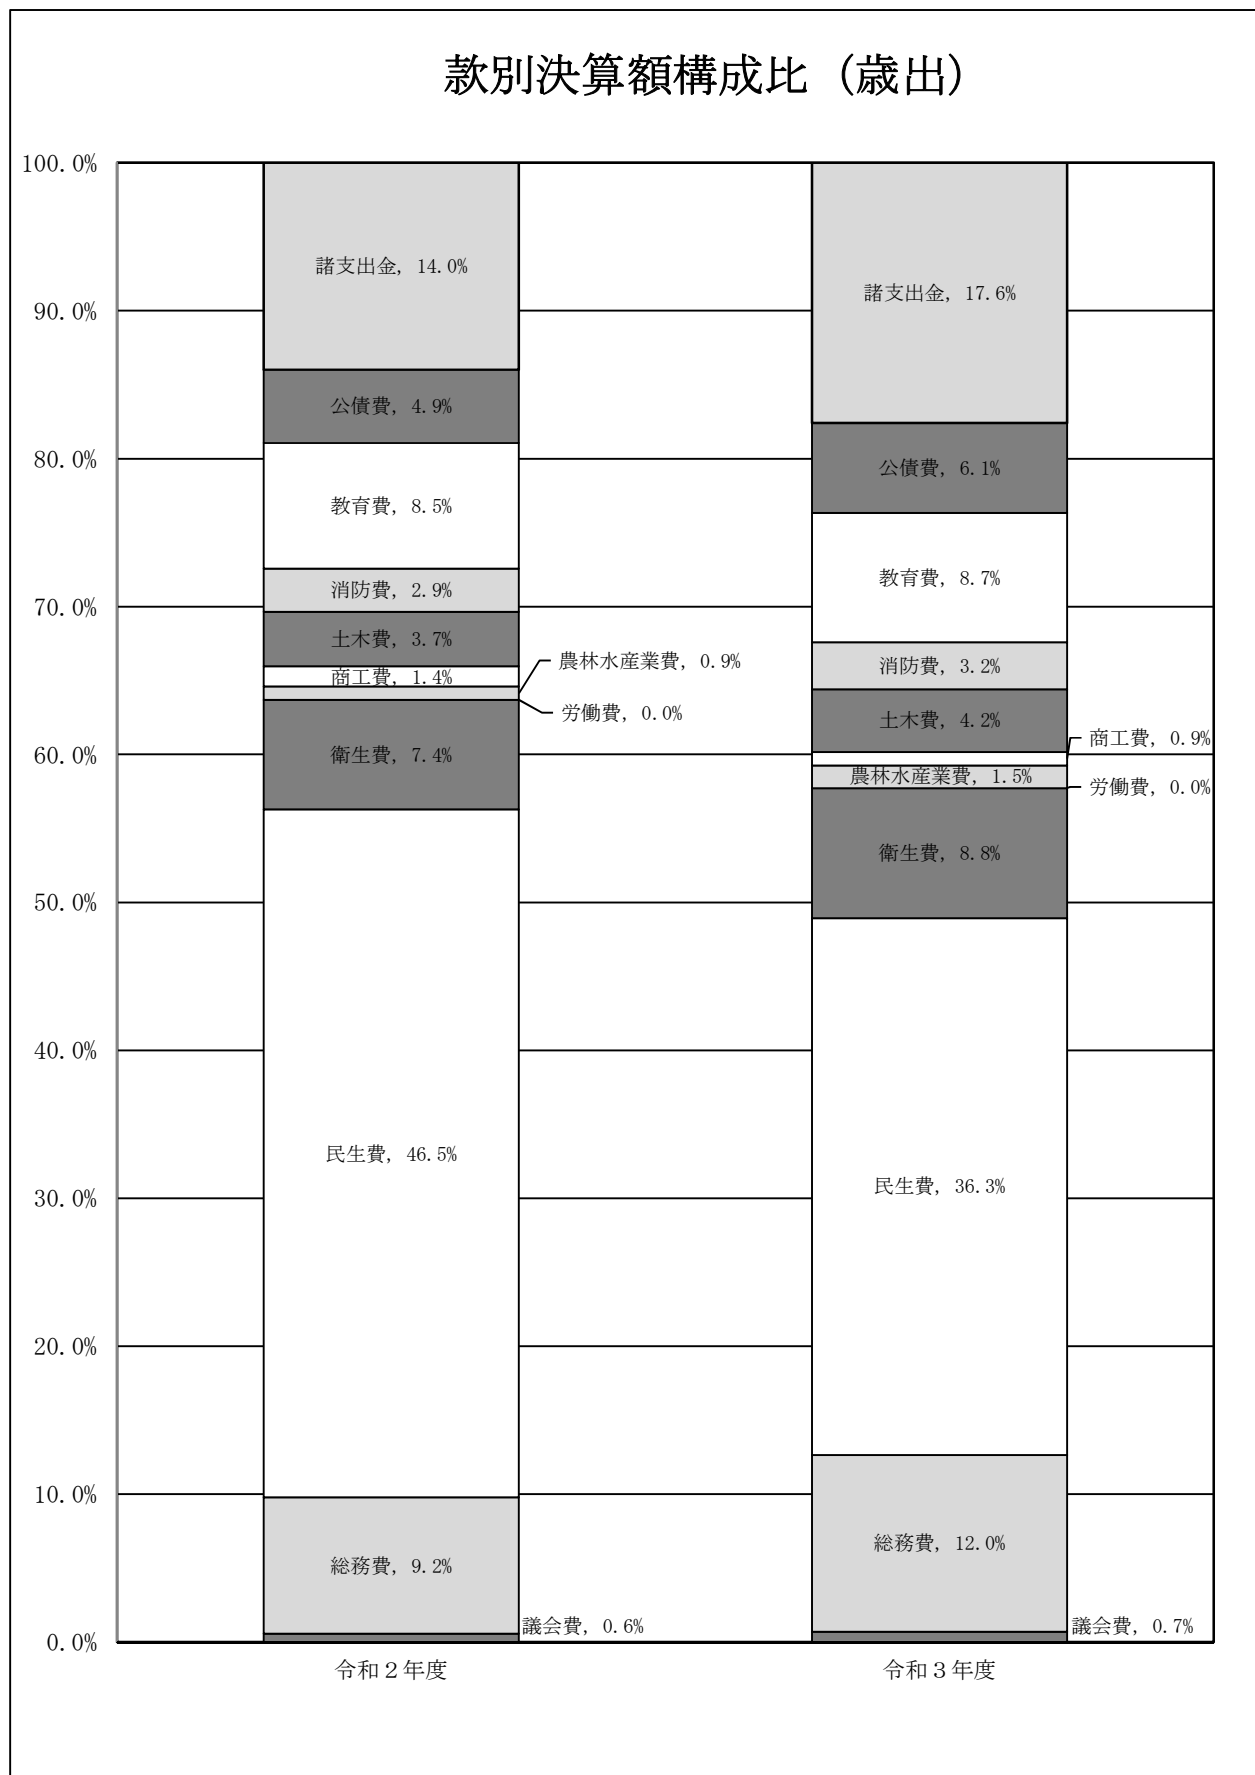 款別決算額構成比（歳出）
100.0%
90.0%
80.0%
70.0%
60.0%
50.0%
40.0%
30.0%
20.0%
10.0%
0.0%
諸支出金, 14.0%
公債費, 4.9%
教育費, 8.5%
消防費, 2.9%
土木費, 3.7%
商工費, 1.4%
農林水産業費, 0.9%
労働費, 0.0%
衛生費, 7.4%
民生費, 46.5%
総務費, 9.2%
議会費, 0.6%
令和２年度
諸支出金, 17.6%
公債費, 6.1%
教育費, 8.7%
消防費, 3.2%
土木費, 4.2%
商工費, 0.9%
農林水産業費, 1.5%
労働費, 0.0%
衛生費, 8.8%
民生費, 36.3%
総務費, 12.0%
議会費, 0.7%
令和３年度